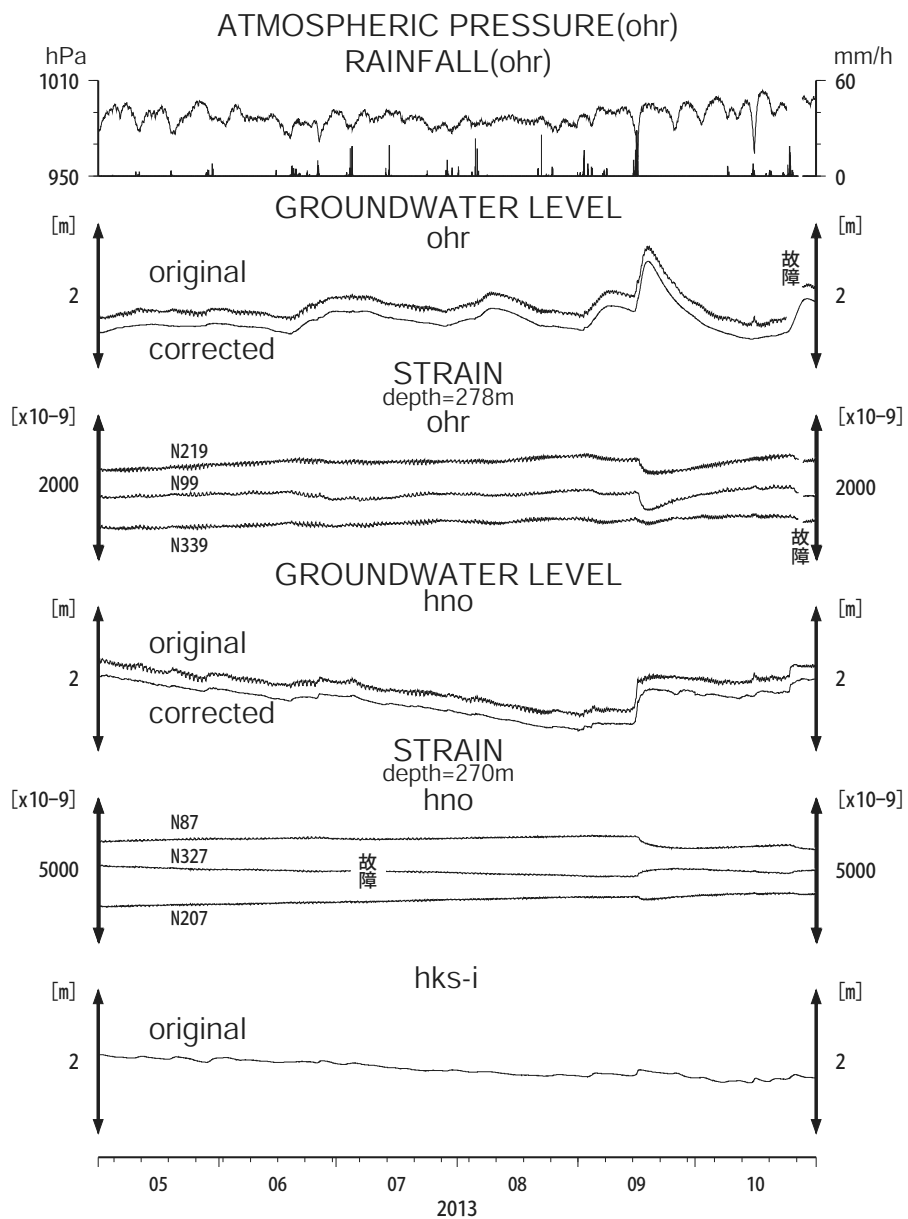 ATMOSPHERIC PRESSURE(ohr)
hPa RAINFALL(ohr) mm/h
1010 60
950 0
GROUNDWATER LEVEL
[m] ohr [m]
original 故障
2 2
corrected
STRAIN
depth=278m
[x10-9] ohr [x10-9]
N219
2000 N99 2000
N339 故障
GROUNDWATER LEVEL
[m] hno [m]
original
2 2
corrected
STRAIN
depth=270m
[x10-9] hno [x10-9]
N87
N327
5000 故障 5000
N207
[m] hks-i [m]
original
2 2
05 06 07 08 09 10
2013